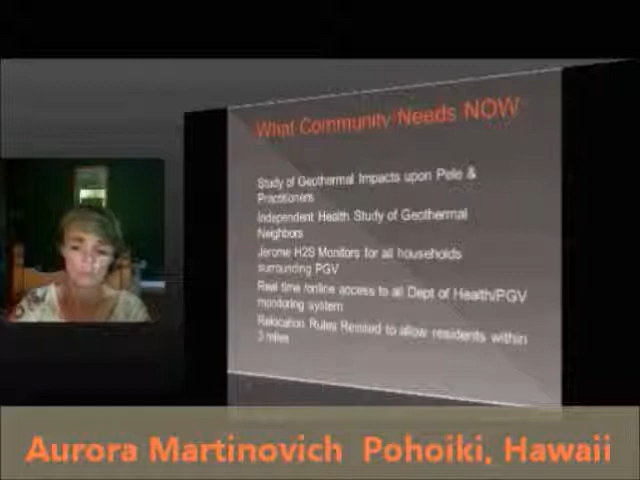 What Community Needs NOW
Study of Geothermal Impacts upon Pele &
Practitioners
Independent Health Study of Geothermal
Neighbors
Jerome H2S Monitors for all households
surrounding PGV
Real time /online access to all Dept of Health/PGV
monitoring system
Relocation Rules Revised to allow residents within
3 miles
Aurora Martinovich Pohoiki, Hawaii